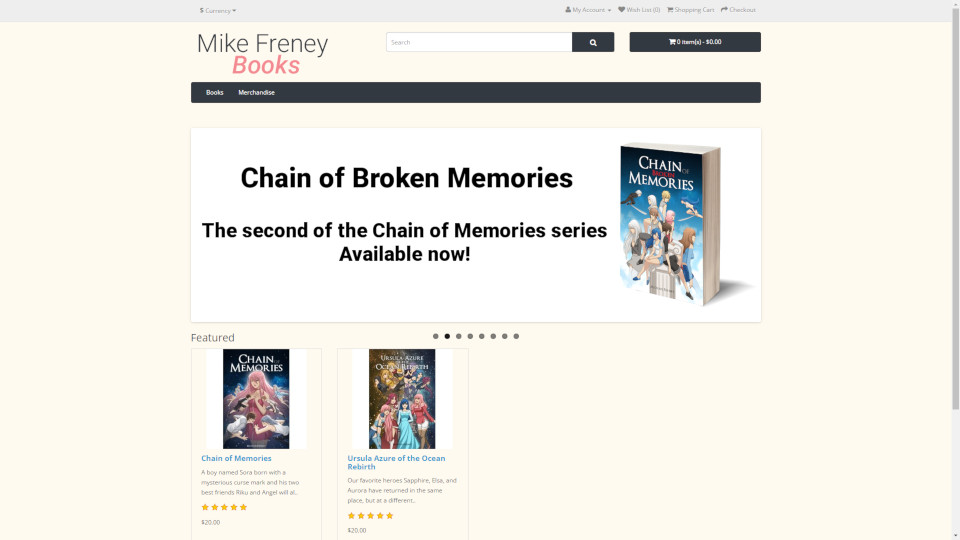 $ Currency
My Account
Wish List (0)
Shopping Cart
Checkout
Mike Freney
Books
Search
0 item(s) - $0.00
Books
Merchandise
Chain of Broken Memories
The second of the Chain of Memories series
Available now!
CHAIN OF
BROKEN
MEMORIES
Featured
CHAIN OF
MEMORIES
Chain of Memories
A boy named Sora born with a
mysterious curse mark and his two
best friends Riku and Angel will al..
$20.00
URSULA AZURE
OCEAN REBIRTH
Ursula Azure of the Ocean
Rebirth
Our favorite heroes Sapphire, Elsa, and
Aurora have returned in the same
place, but at a different..
$20.00